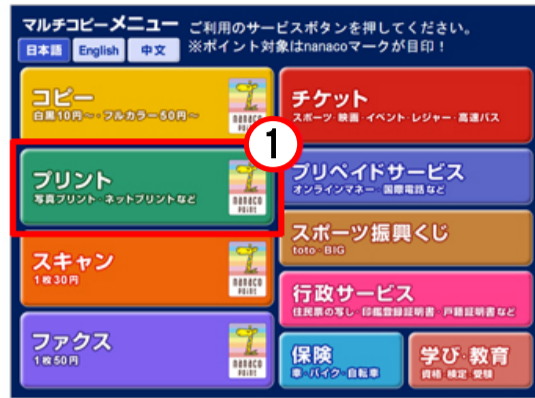 マルチコピーメニュー
ご利用のサービスボタンを押してください。
※ポイント対象はnanacoマークが目印！
日本語 English 中文
コピー
白黒10円～・フルカラー50円～
nanaco
POINT
プリント
写真プリント・ネットプリントなど
nanaco
POINT
スキャン
1枚30円
nanaco
POINT
ファクス
1枚50円
nanaco
POINT
1
チケット
スポーツ・映画・イベント・レジャー・高速バス
プリペイドサービス
オンラインマネー・国際電話など
スポーツ振興くじ
toto・BIG
行政サービス
住民票の写し・印鑑登録証明書・戸籍証明書など
保険
車・バイク・自転車
学び・教育
資格・検定・受験